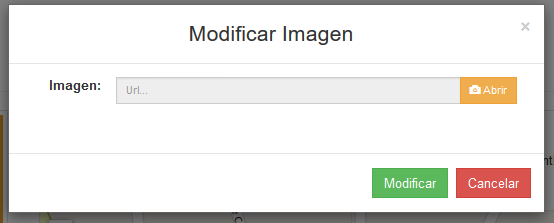 Modificar Imagen
×
Imagen: Url... Abrir
Modificar Cancelar